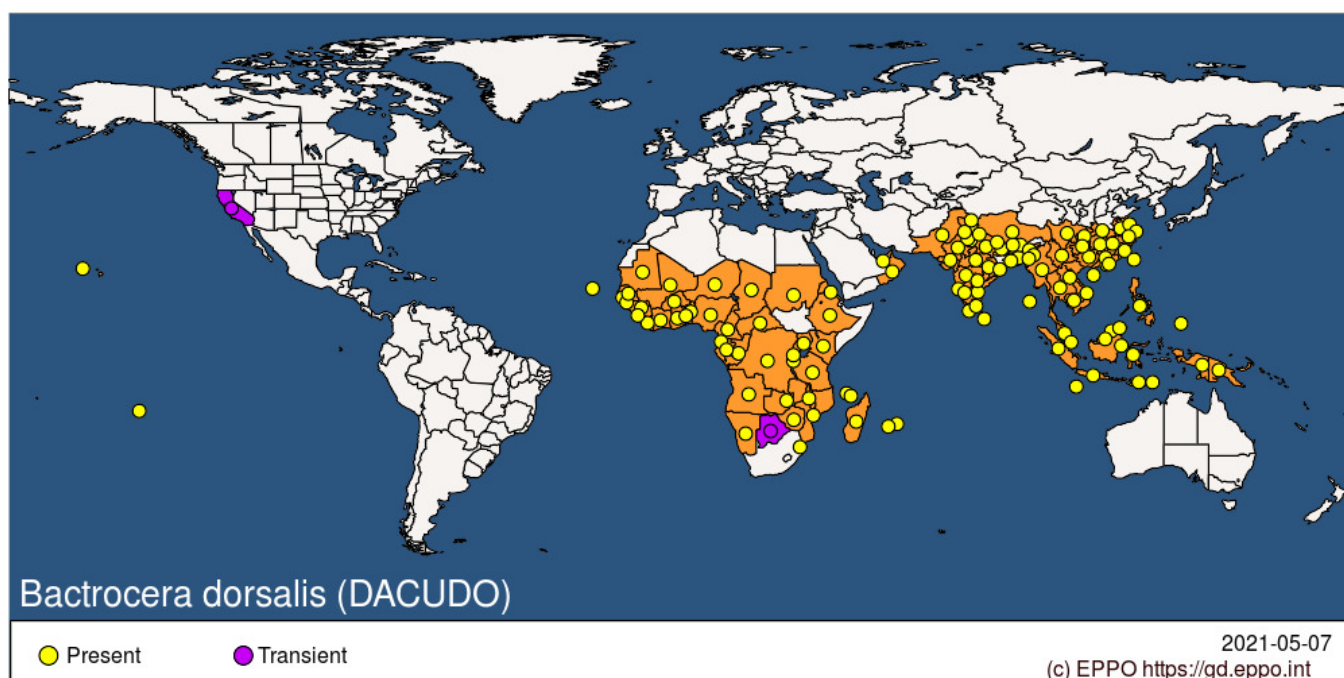 Bactrocera dorsalis (DACUDO)
Present
Transient
2021-05-07
(c) EPPO https://gd.eppo.int